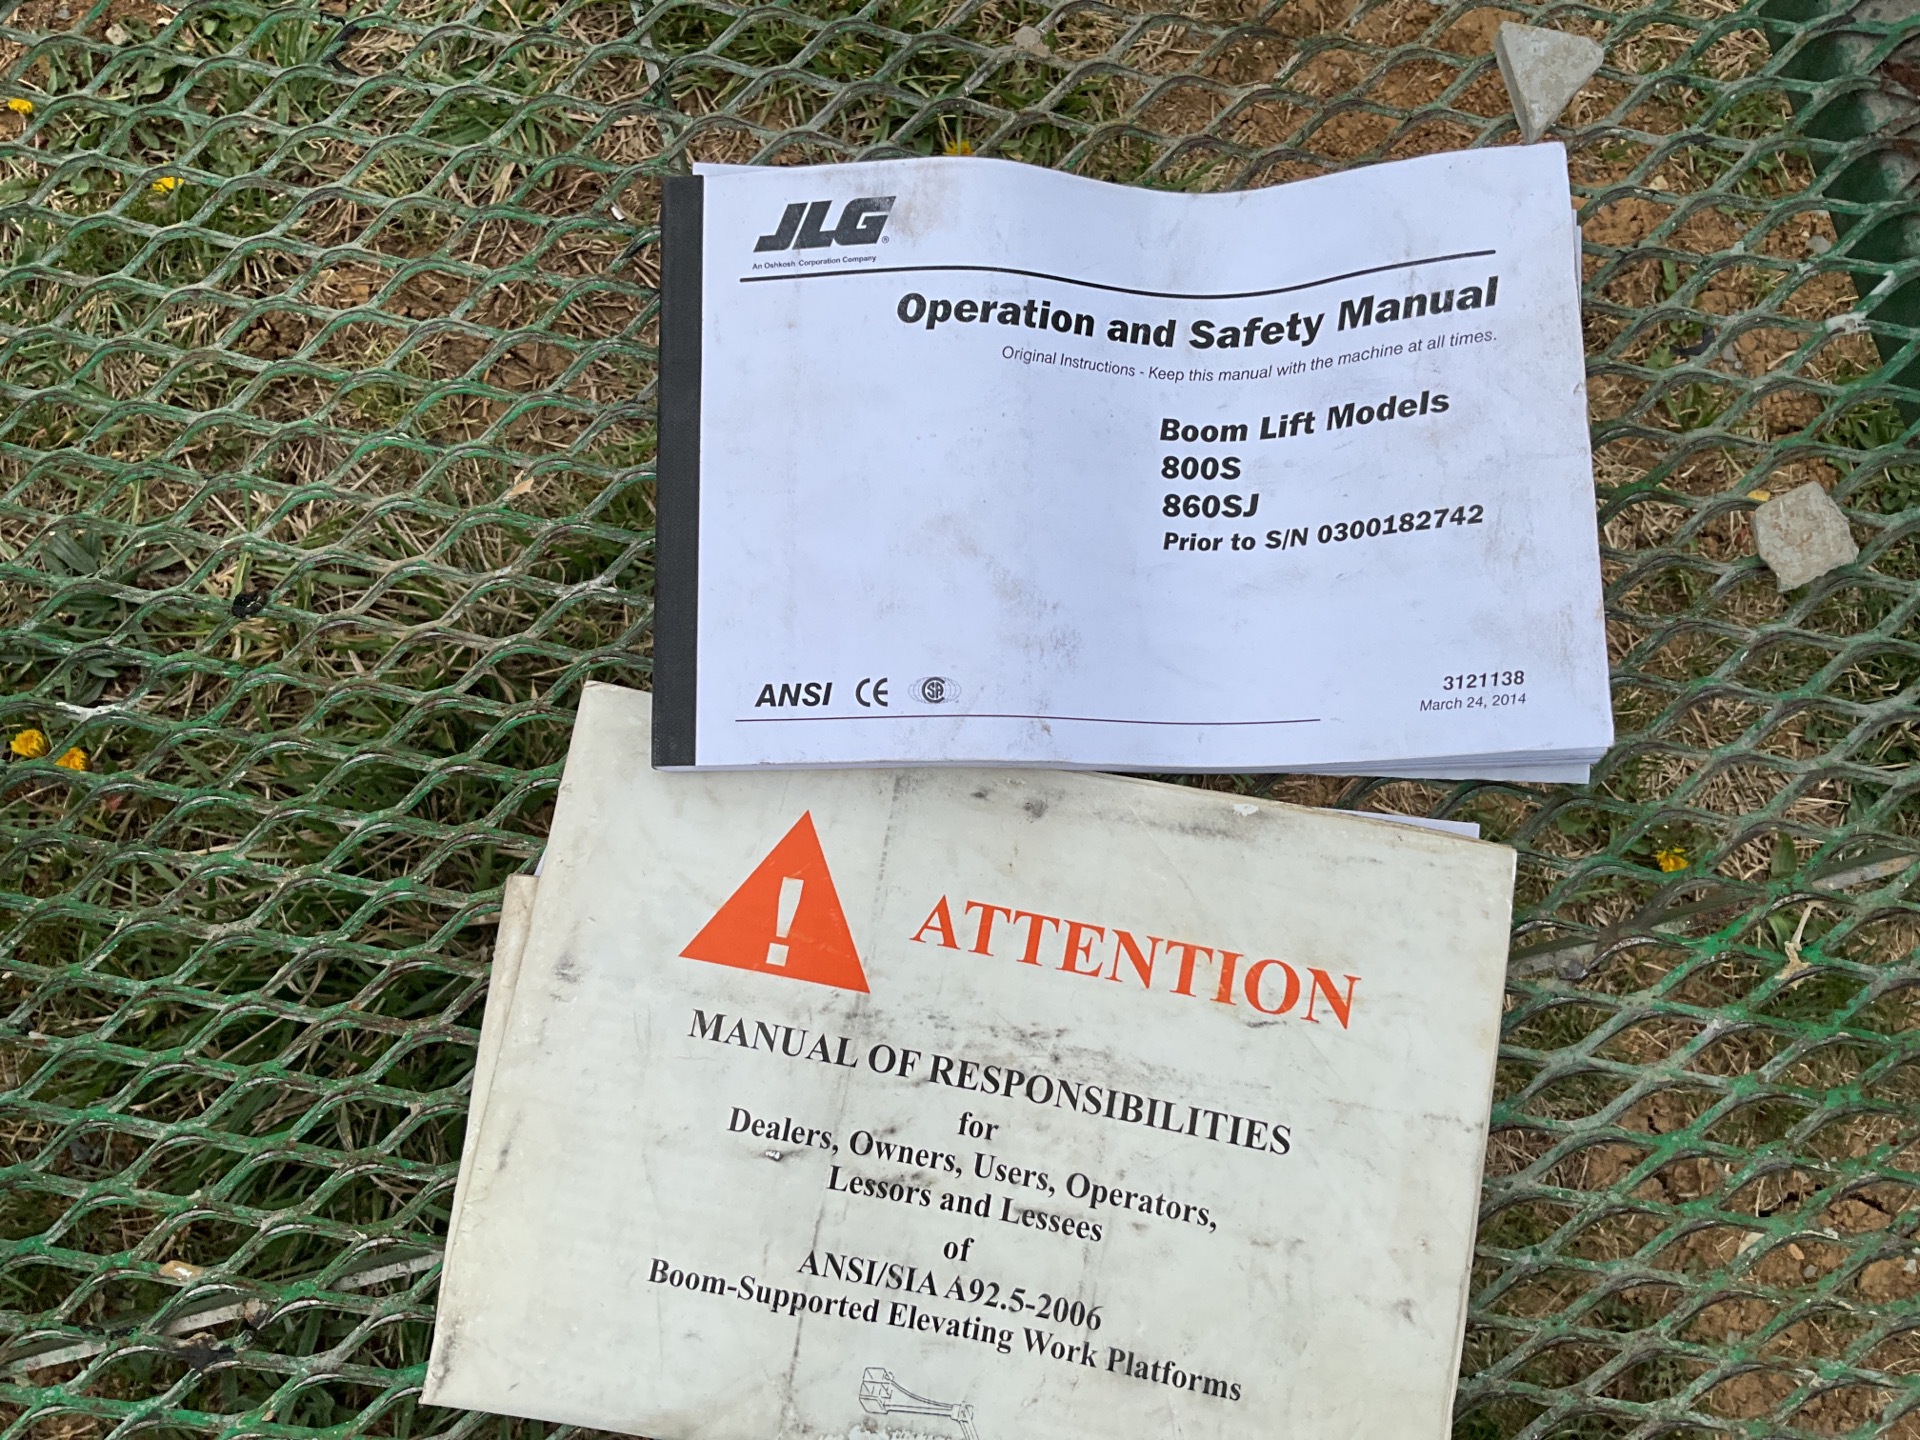 JLG®
An Oshkosh Corporation Company
Operation and Safety Manual
Original Instructions - Keep this manual with the machine at all times.
Boom Lift Models
800S
860SJ
Prior to S/N 0300182742
ANSI CE
3121138
March 24, 2014
! ATTENTION
MANUAL OF RESPONSIBILITIES
for
Dealers, Owners, Users, Operators,
Lessors and Lessees
of
ANSI/SIA A92.5-2006
Boom-Supported Elevating Work Platforms